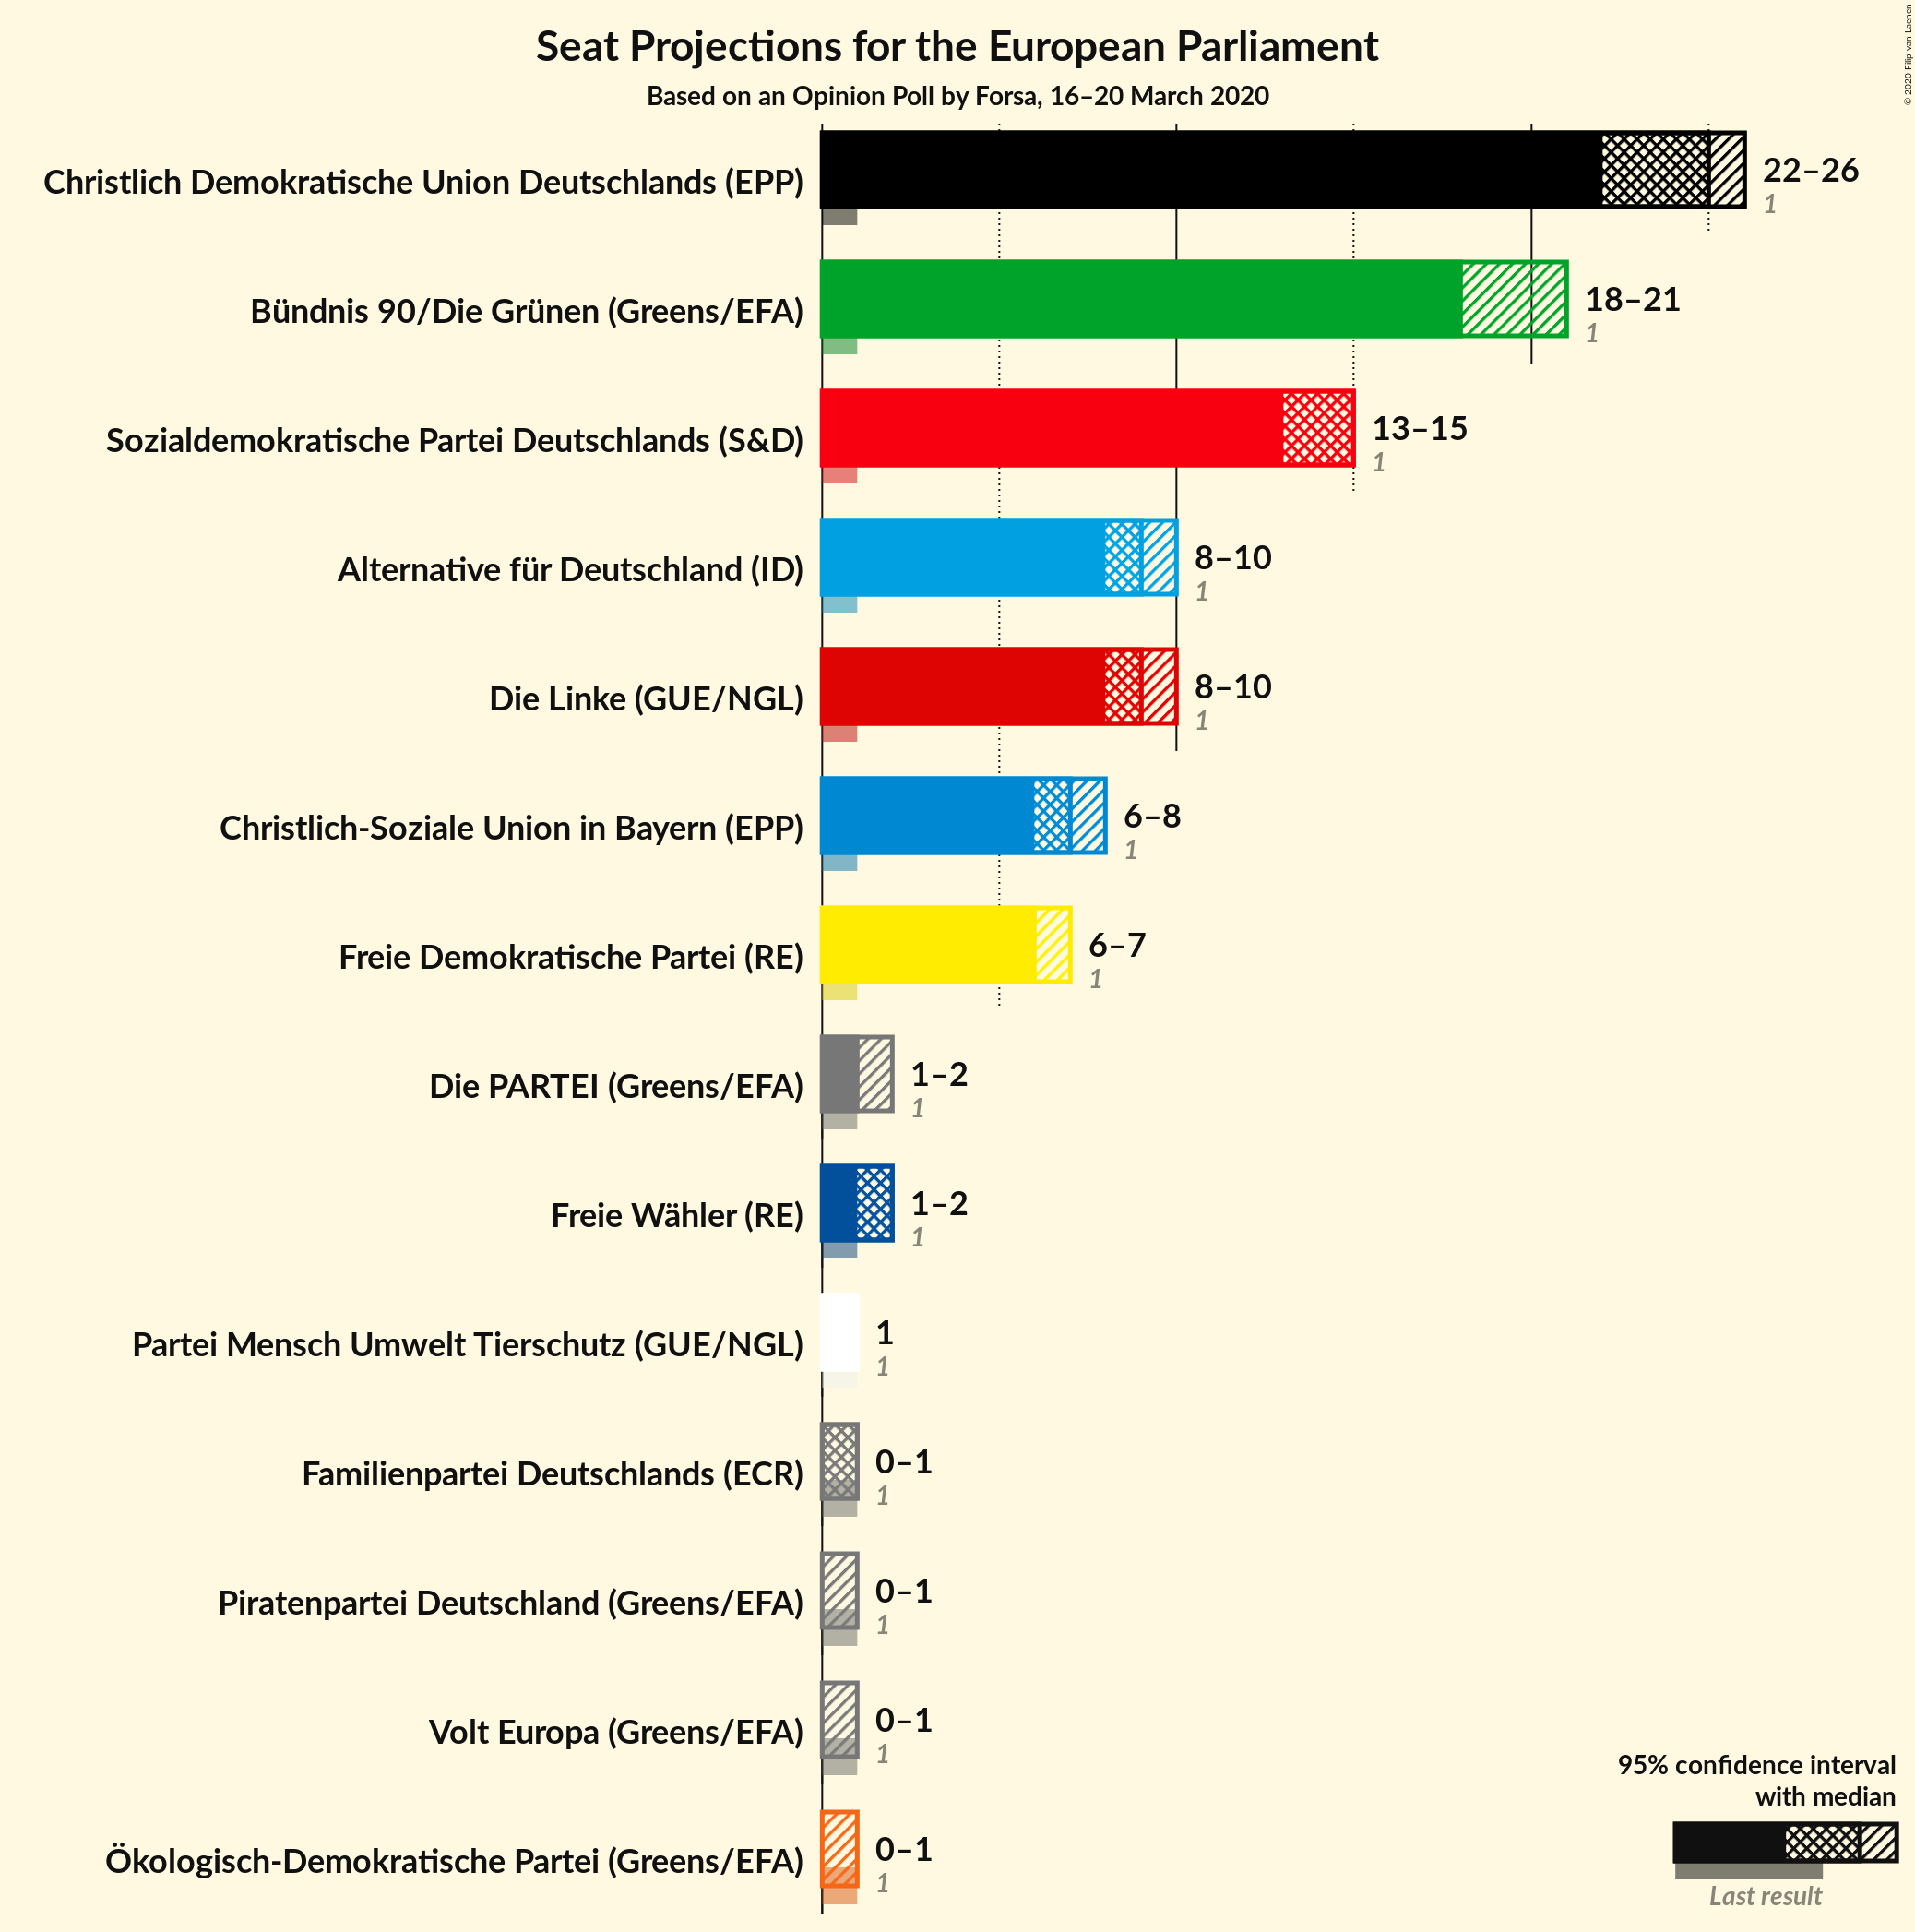 Seat Projections for the European Parliament
Based on an Opinion Poll by Forsa, 16–20 March 2020
© 2020 Filip van Laenen
Christlich Demokratische Union Deutschlands (EPP)
22–26
1
Bündnis 90/Die Grünen (Greens/EFA)
18–21
1
Sozialdemokratische Partei Deutschlands (S&D)
13–15
1
Alternative für Deutschland (ID)
8–10
1
Die Linke (GUE/NGL)
8–10
1
Christlich-Soziale Union in Bayern (EPP)
6–8
1
Freie Demokratische Partei (RE)
6–7
1
Die PARTEI (Greens/EFA)
1–2
1
Freie Wähler (RE)
1–2
1
Partei Mensch Umwelt Tierschutz (GUE/NGL)
1
1
Familienpartei Deutschlands (ECR)
0–1
1
Piratenpartei Deutschland (Greens/EFA)
0–1
1
Volt Europa (Greens/EFA)
0–1
1
Ökologisch-Demokratische Partei (Greens/EFA)
0–1
1
95% confidence interval
with median
Last result